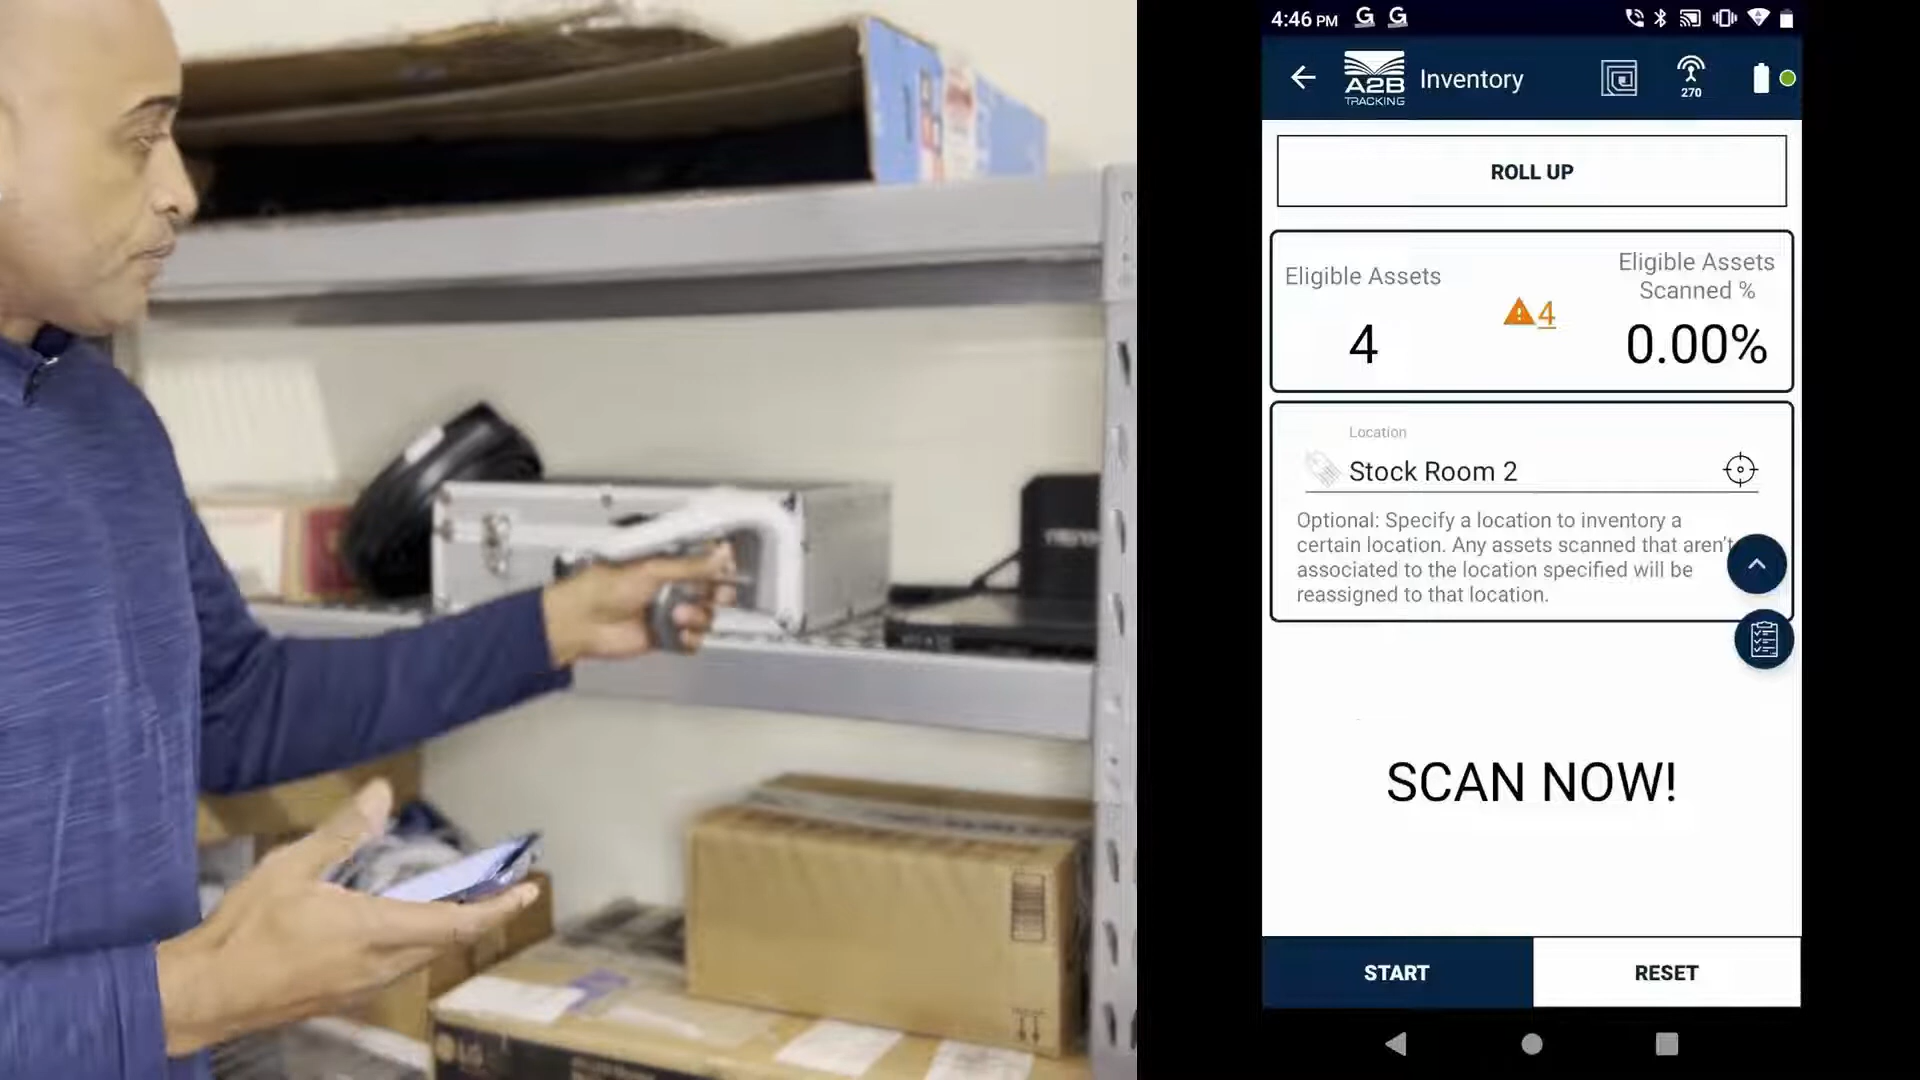 4:46 PM
A2B
TRACKING
Inventory
270
ROLL UP
Eligible Assets
4
4
Eligible Assets
Scanned %
0.00%
Location
Stock Room 2
Optional: Specify a location to inventory a
certain location. Any assets scanned that aren't
associated to the location specified will be
reassigned to that location.
SCAN NOW!
START
RESET
LG